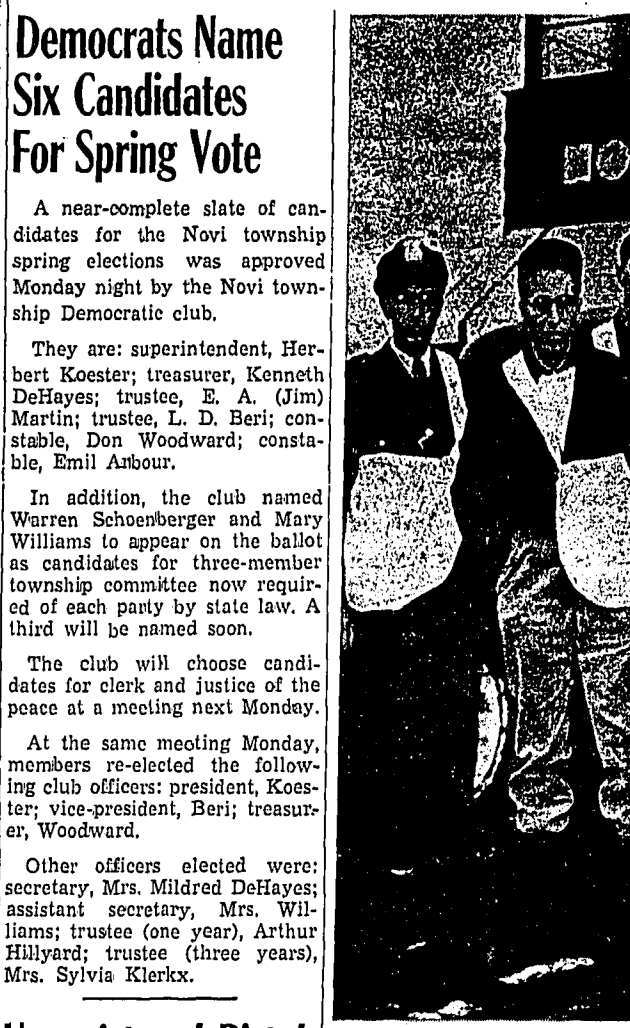 Democrats Name
Six Candidates
For Spring Vote
A near-complete slate of can-
didates for the Novi township
spring elections was approved
Monday night by the Novi town-
ship Democratic club.
They are: superintendent, Her-
bert Koester; treasurer, Kenneth
DeHayes; trustee, E. A. (Jim)
Martin; trustee, L. D. Beri; con-
stable, Don Woodward; consta-
ble, Emil Arbour.
In addition, the club named
Warren Schoenberger and Mary
Williams to appear on the ballot
as candidates for three-member
township committee now requir-
ed of each party by state law. A
third will be named soon.
The club will choose candi-
dates for clerk and justice of the
peace at a meeting next Monday.
At the same meeting Monday,
members re-elected the follow-
ing club officers: president, Koes-
ter; vice-president, Beri; treasur-
er, Woodward.
Other officers elected were:
secretary, Mrs. Mildred DeHayes;
assistant secretary, Mrs. Wil-
liams; trustee (one year), Arthur
Hillyard; trustee (three years),
Mrs. Sylvia Klerkx.